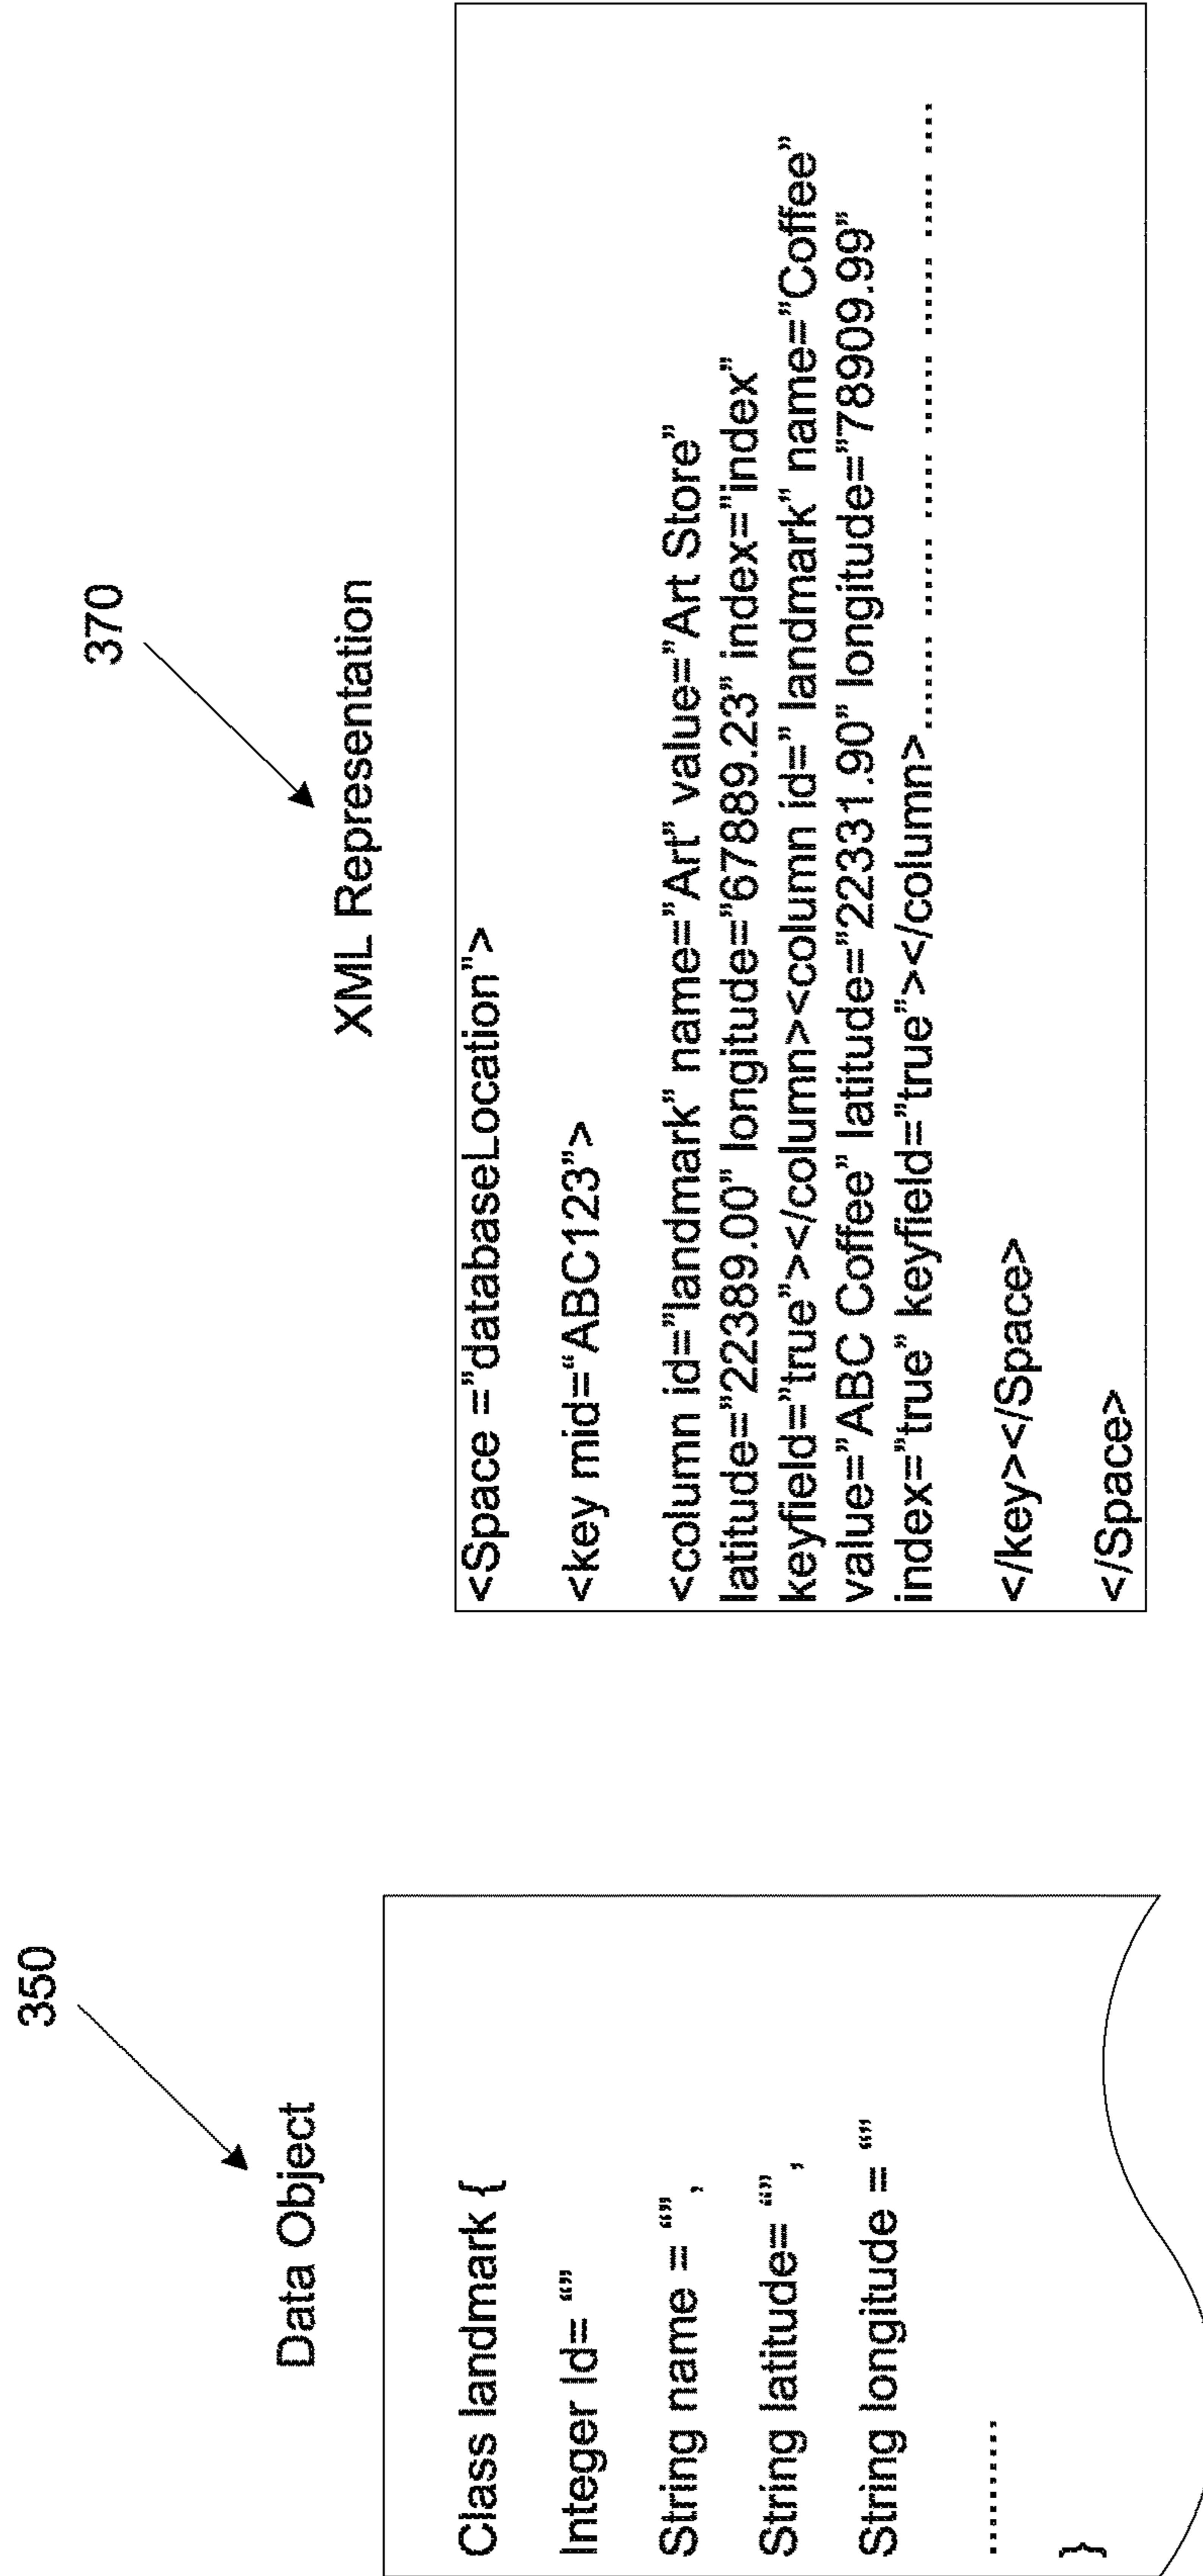 350
Data Object
Class landmark {
Integer Id= “”
String name = “”,
String latitude= “”,
String longitude = “”
.........
}
370
XML Representation
<Space =”databaseLocation”>
<key mid=“ABC123”>
<column id=”landmark” name=”Art” value=”Art Store”
latitude=”22389.00” longitude=”67889.23” index=”index”
keyfield=”true”></column><column id=” landmark” name=”Coffee”
value=”ABC Coffee” latitude=”22331.90” longitude=”78909.99”
index=”true” keyfield=”true”></column>....... ...... ...... ...... ...... ...... ....
</key></Space>
</Space>